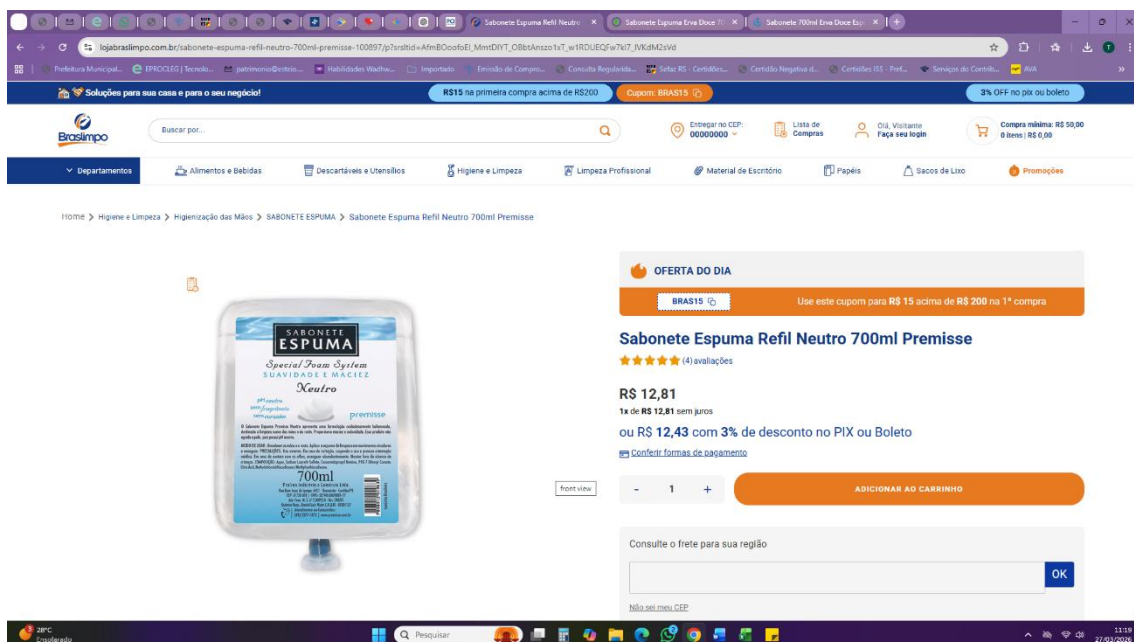 Sabonete Espuma Refil Neutro
Sabonete Espuma Erva Doce 70
Sabonete 700ml Erva Doce Esp
lojabraslimpo.com.br/sabonete-espuma-refil-neutro-700ml-premisse-100897/p?srsltid=
Prefeitura Municipal...
EPROCLEG | Tecnolo...
Habilidades Wadhw...
Importado
Emissão de Compro...
Consulta Regularida...
Sefaz RS - Certidões...
Certidão Negativa d...
Certidões ISS - Pref...
Serviços do Contrib...
AVA
Soluções para sua casa e para o seu negócio!
R$15 na primeira compra acima de R$200
Cupom: BRAS15
3% OFF no pix ou boleto
Braslimpo
Buscar por...
Entregar no CEP:
00000000
Lista de
Compras
Olá, Visitante
Faça seu login
Compra mínima: R$ 50,00
0 itens | R$ 0,00
Departamentos
Alimentos e Bebidas
Descartáveis e Utensílios
Higiene e Limpeza
Limpeza Profissional
Material de Escritório
Papéis
Sacos de Lixo
Promoções
Home > Higiene e Limpeza > Higienização das Mãos > SABONETE ESPUMA > Sabonete Espuma Refil Neutro 700ml Premisse
SABONETE
ESPUMA
Special Foam System
SUAVIDADE E MACIEZ
Neutro
pH neutro
premisse
700ml
front view
OFERTA DO DIA
BRAS15
Use este cupom para R$ 15 acima de R$ 200 na 1ª compra
Sabonete Espuma Refil Neutro 700ml Premisse
(4) avaliações
R$ 12,81
1x de R$ 12,81 sem juros
ou R$ 12,43 com 3% de desconto no PIX ou Boleto
Conferir formas de pagamento
- 1 +
ADICIONAR AO CARRINHO
Consulte o frete para sua região
OK
Não sei meu CEP
3
28°C
Ensolarado
Pesquisar
11:19
27/03/2026